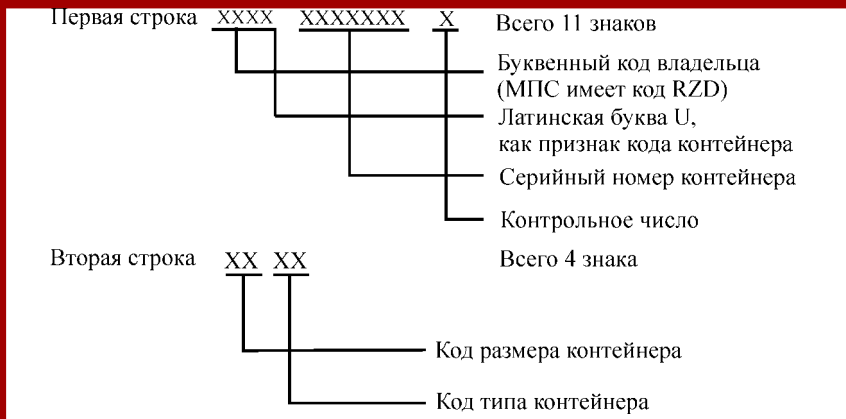 Первая строка XXXX XXXXXXX X Всего 11 знаков
Буквенный код владельца
(МПС имеет код RZD)
Латинская буква U,
как признак кода контейнера
Серийный номер контейнера
Контрольное число
Вторая строка XX XX Всего 4 знака
Код размера контейнера
Код типа контейнера